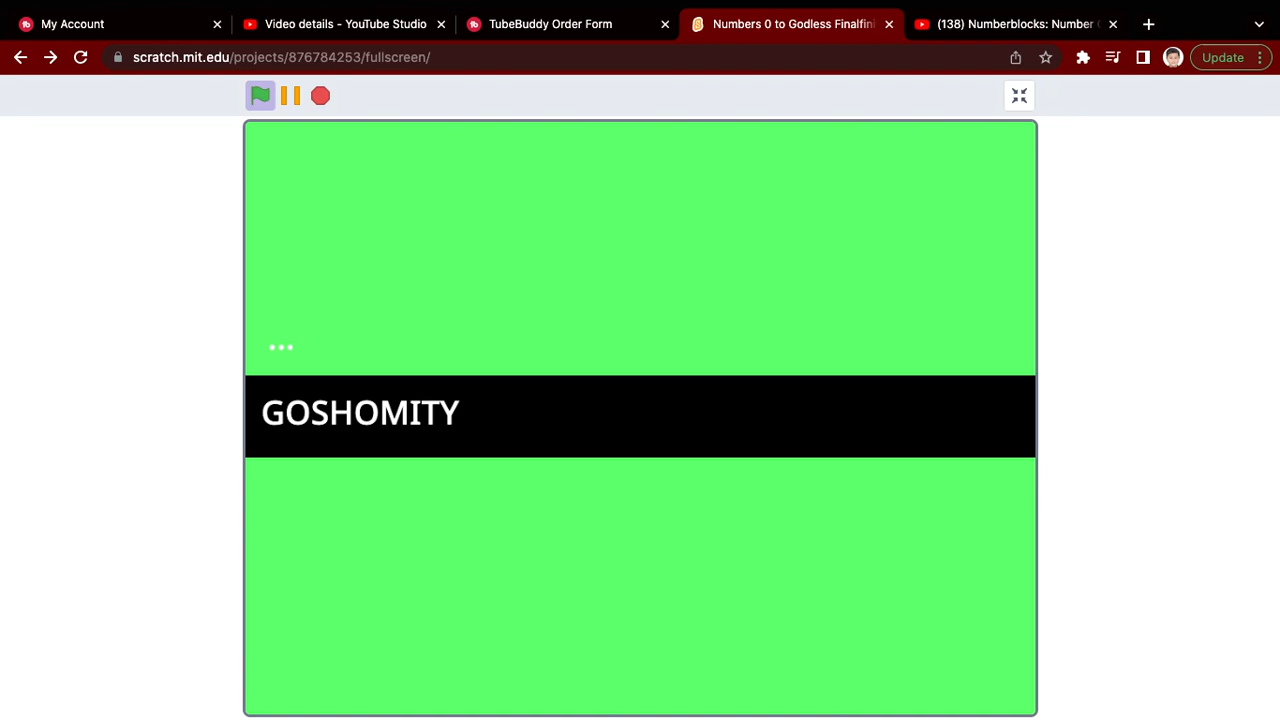 My Account
Video details - YouTube Studio
TubeBuddy Order Form
Numbers 0 to Godless Finalfini
(138) Numberblocks: Number
scratch.mit.edu/projects/876784253/fullscreen/
Update
...
GOSHOMITY